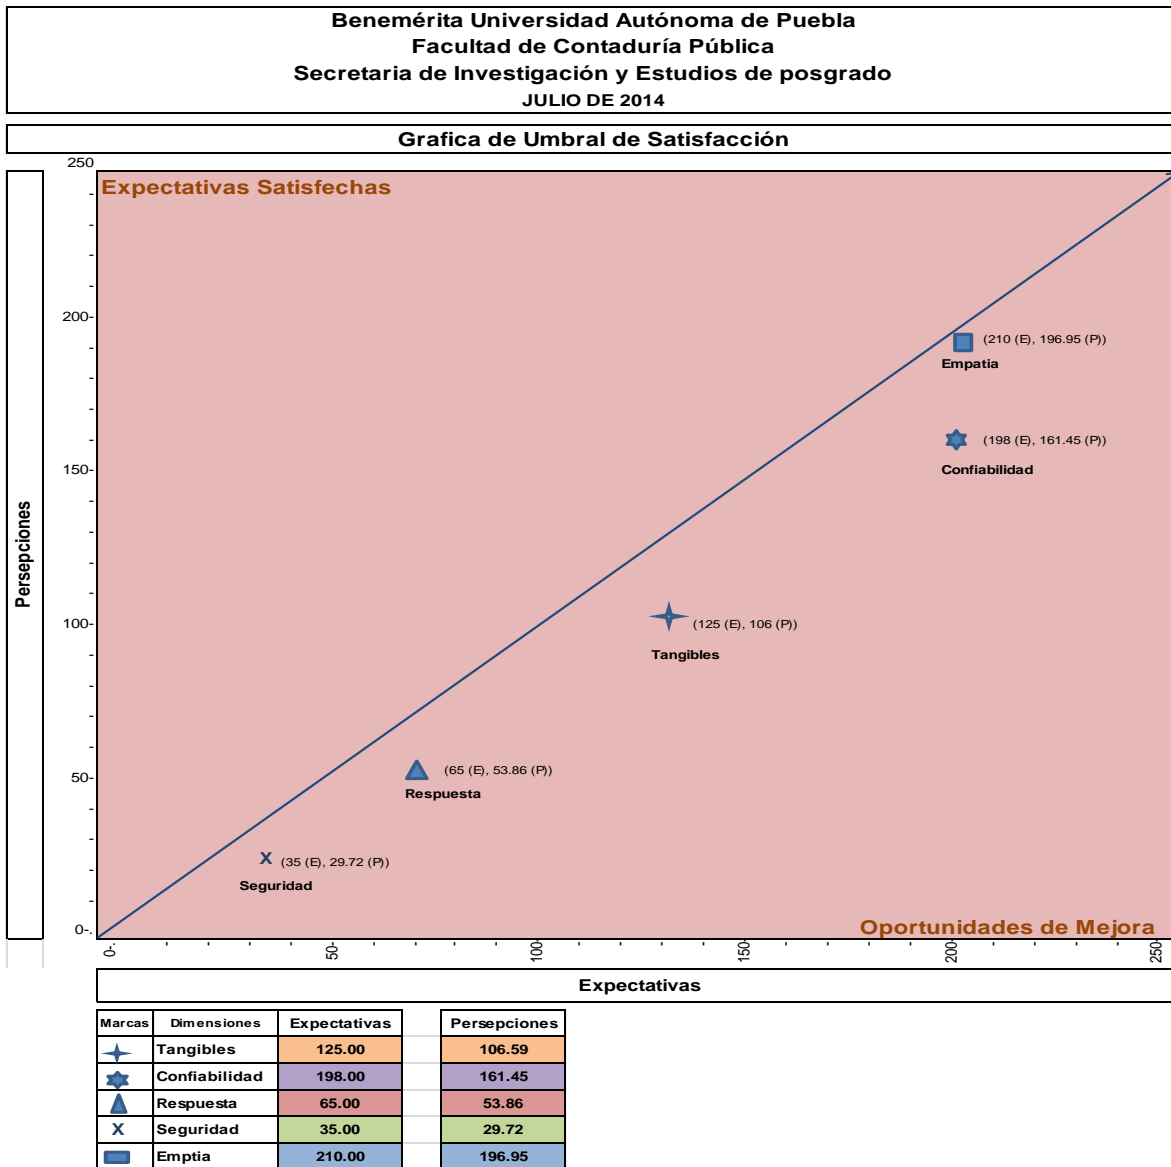 Benemérita Universidad Autónoma de Puebla
Facultad de Contaduría Pública
Secretaria de Investigación y Estudios de posgrado
JULIO DE 2014
Grafica de Umbral de Satisfacción
250
Expectativas Satisfechas
200-
(210 (E), 196.95 (P))
Empatia
(198 (E), 161.45 (P))
150-
Confiabilidad
Persepciones
100-
(125 (E), 106 (P))
Tangibles
50-
(65 (E), 53.86 (P))
Respuesta
(35 (E), 29.72 (P))
Seguridad
0-.
Oportunidades de Mejora
0-. 50- 100- 150- 200- 250-
Expectativas
Marcas Dimensiones Expectativas Persepciones
Tangibles 125.00 106.59
Confiabilidad 198.00 161.45
Respuesta 65.00 53.86
X Seguridad 35.00 29.72
Emptia 210.00 196.95